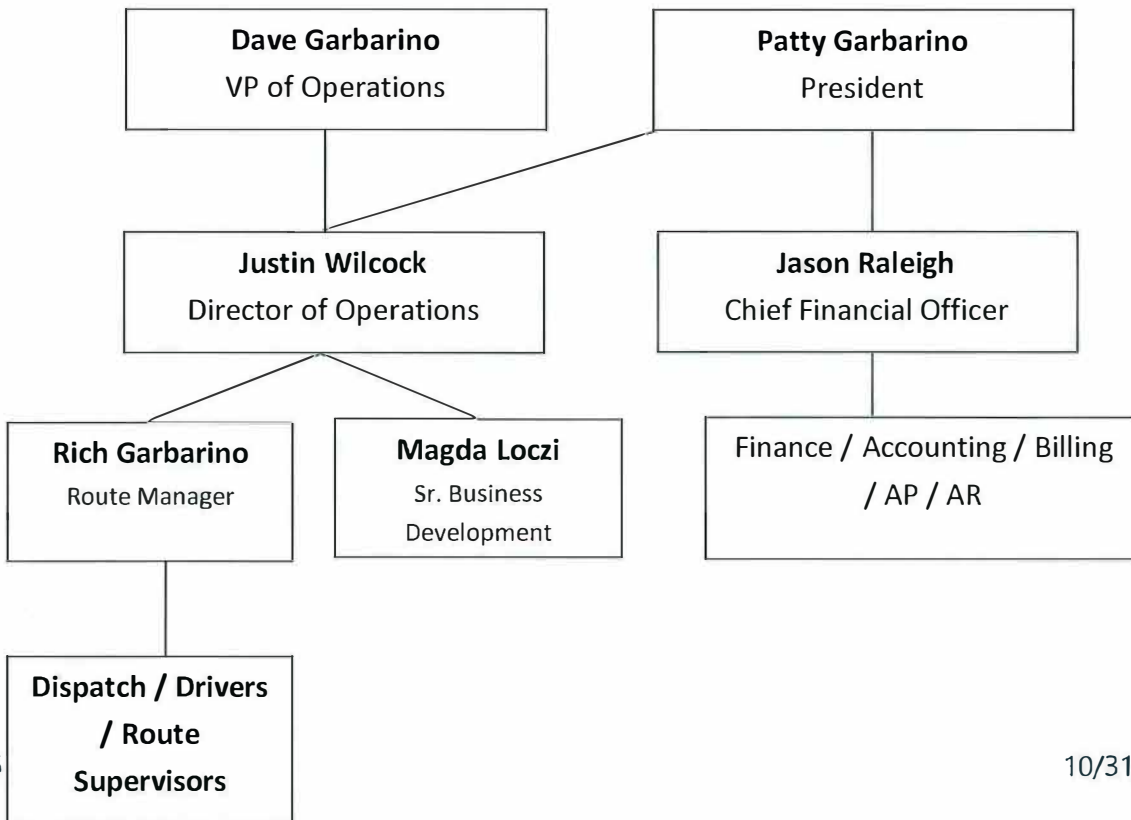 Dave Garbarino
VP of Operations
Patty Garbarino
President
Justin Wilcock
Director of Operations
Jason Raleigh
Chief Financial Officer
Rich Garbarino
Route Manager
Magda Loczi
Sr. Business
Development
Finance / Accounting / Billing
/ AP / AR
Dispatch / Drivers
/ Route
Supervisors
10/31